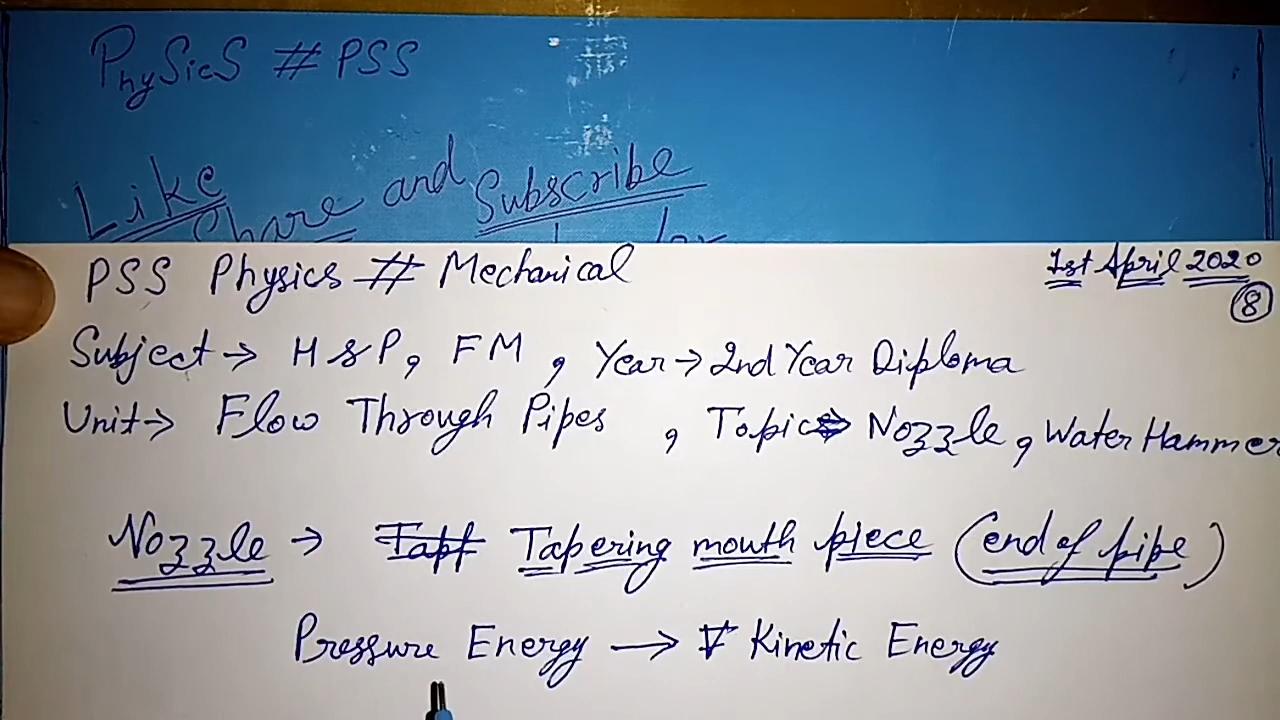 PhySicS # PSS
Like Share and Subscribe
PSS Physics # Mechanical
1st April 2020
8
Subject → H & P, FM, Year → 2nd Year Diploma
Unit → Flow Through Pipes, Topic → Nozzle, Water Hammer
Nozzle → Tapering mouth piece (end of pipe)
Pressure Energy → Kinetic Energy